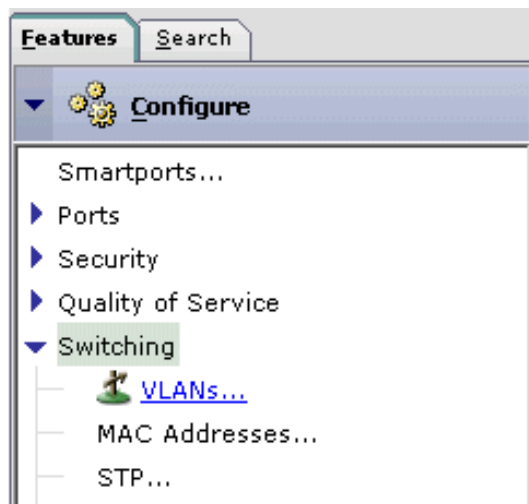 Features Search
Configure
Smartports...
Ports
Security
Quality of Service
Switching
VLANs...
MAC Addresses...
STP...